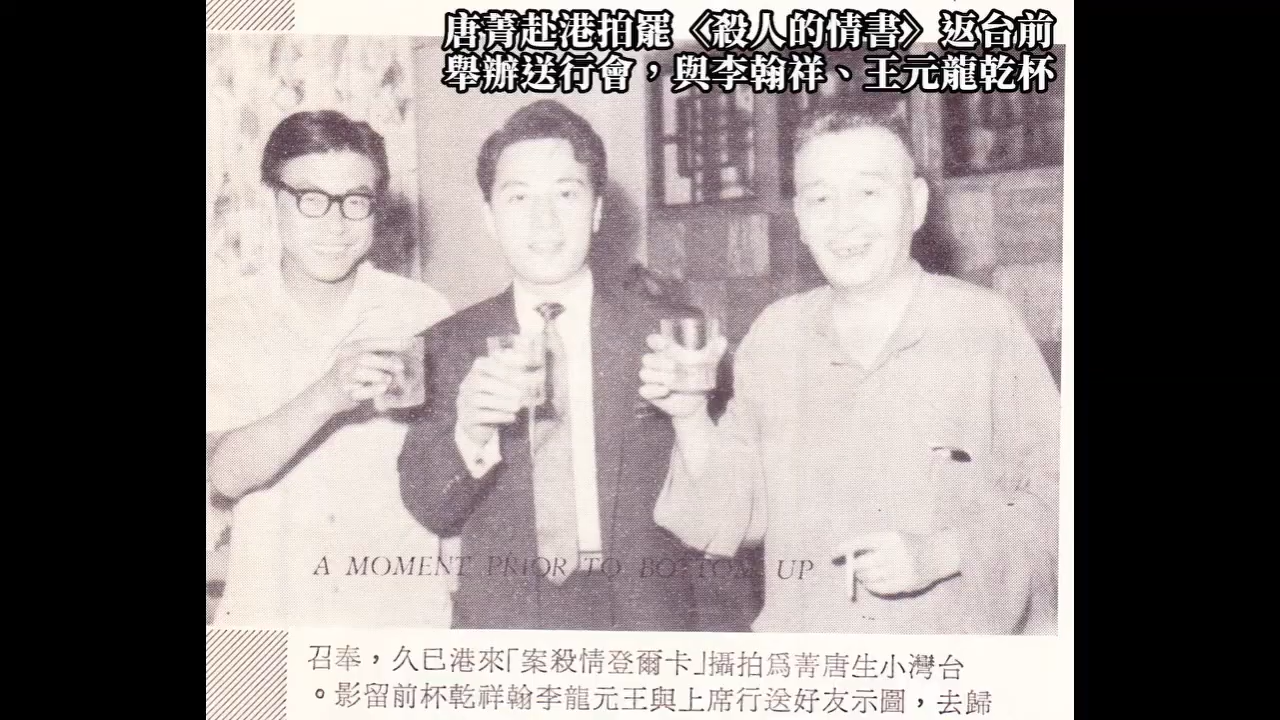 唐菁赴港拍罷〈殺人的情書〉返台前
舉辦送行會，與李翰祥、王元龍乾杯
A MOMENT PRIOR TO BOTTOM UP
台灣小生唐菁爲拍攝「卡爾登情殺案」來港已久，奉召
歸去，圖示友好送行席上與王元龍李翰祥乾杯前留影。